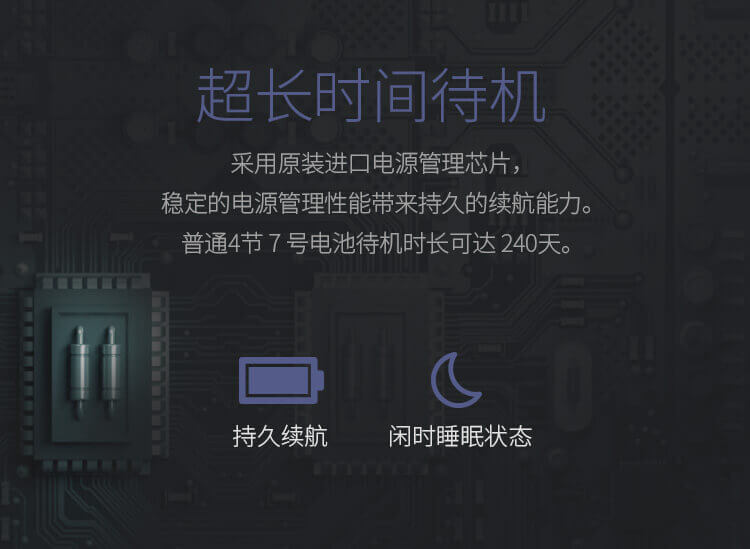 超长时间待机
采用原装进口电源管理芯片，
稳定的电源管理性能带来持久的续航能力。
普通4节 7 号电池待机时长可达 240天。
持久续航
闲时睡眠状态